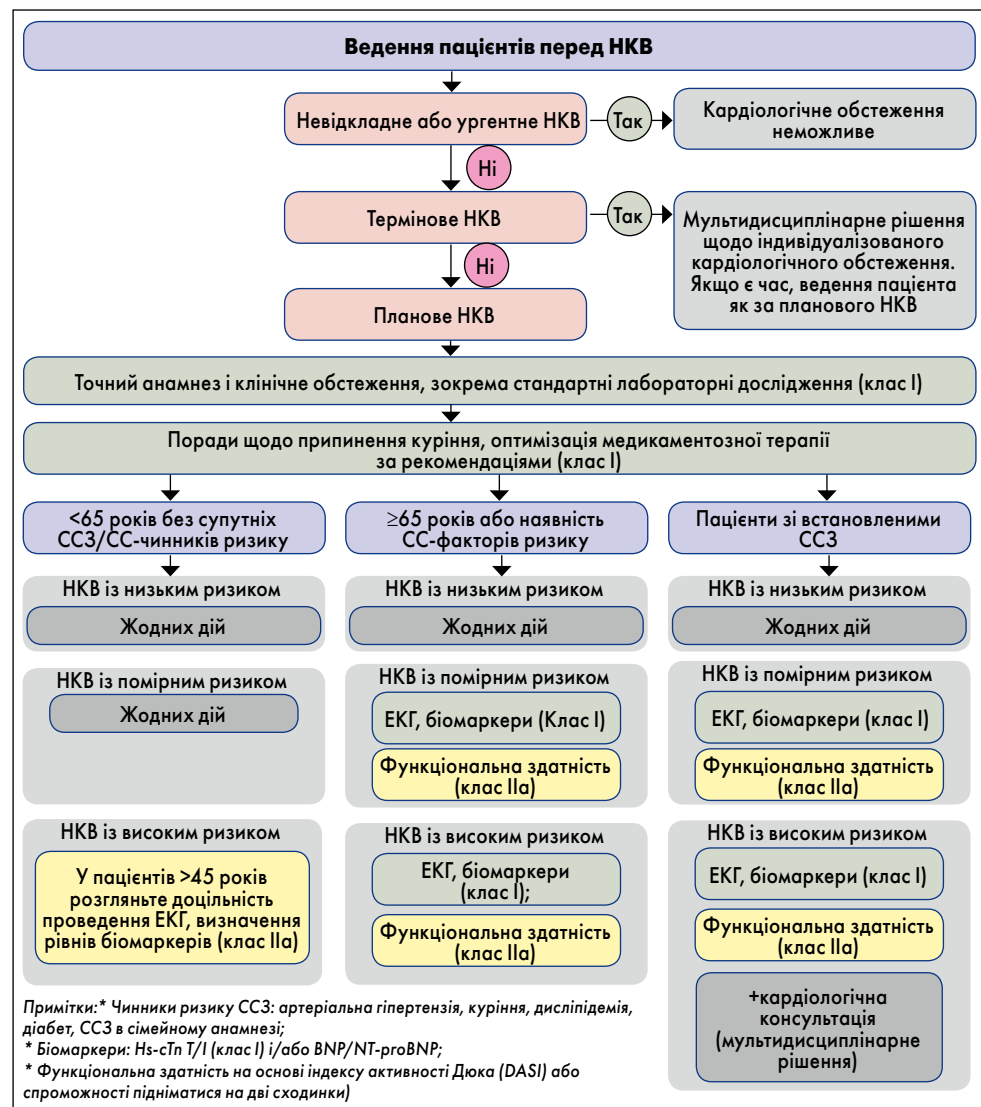 Ведення пацієнтів перед НКВ
Невідкладне або ургентне НКВ
Так
Кардіологічне обстеження
неможливе
Ні
Термінове НКВ
Так
Мультидисциплінарне рішення
щодо індивідуалізованого
кардіологічного обстеження.
Якщо є час, ведення пацієнта
як за планового НКВ
Ні
Планове НКВ
Точний анамнез і клінічне обстеження, зокрема стандартні лабораторні дослідження (клас I)
Поради щодо припинення куріння, оптимізація медикаментозної терапії
за рекомендаціями (клас I)
<65 років без супутніх
ССЗ/СС-чинників ризику
НКВ із низьким ризиком
Жодних дій
НКВ із помірним ризиком
Жодних дій
НКВ із високим ризиком
У пацієнтів >45 років
розгляньте доцільність
проведення ЕКГ, визначення
рівнів біомаркерів (клас IIa)
≥65 років або наявність
СС-факторів ризику
НКВ із низьким ризиком
Жодних дій
НКВ із помірним ризиком
ЕКГ, біомаркери (Клас I)
Функціональна здатність
(клас IIa)
НКВ із високим ризиком
ЕКГ, біомаркери
(клас I);
Функціональна здатність
(клас IIa)
Пацієнти зі встановленими
ССЗ
НКВ із низьким ризиком
Жодних дій
НКВ із помірним ризиком
ЕКГ, біомаркери (клас I)
Функціональна здатність
(клас IIa)
НКВ із високим ризиком
ЕКГ, біомаркери (клас I)
Функціональна здатність
(клас IIa)
+кардіологічна
консультація
(мультидисциплінарне
рішення)
Примітки:* Чинники ризику ССЗ: артеріальна гіпертензія, куріння, дисліпідемія,
діабет, ССЗ в сімейному анамнезі;
* Біомаркери: Hs-cTn T/I (клас I) і/або BNP/NT-proBNP;
* Функціональна здатність на основі індексу активності Дюка (DASI) або
спроможності підніматися на дві сходинки)